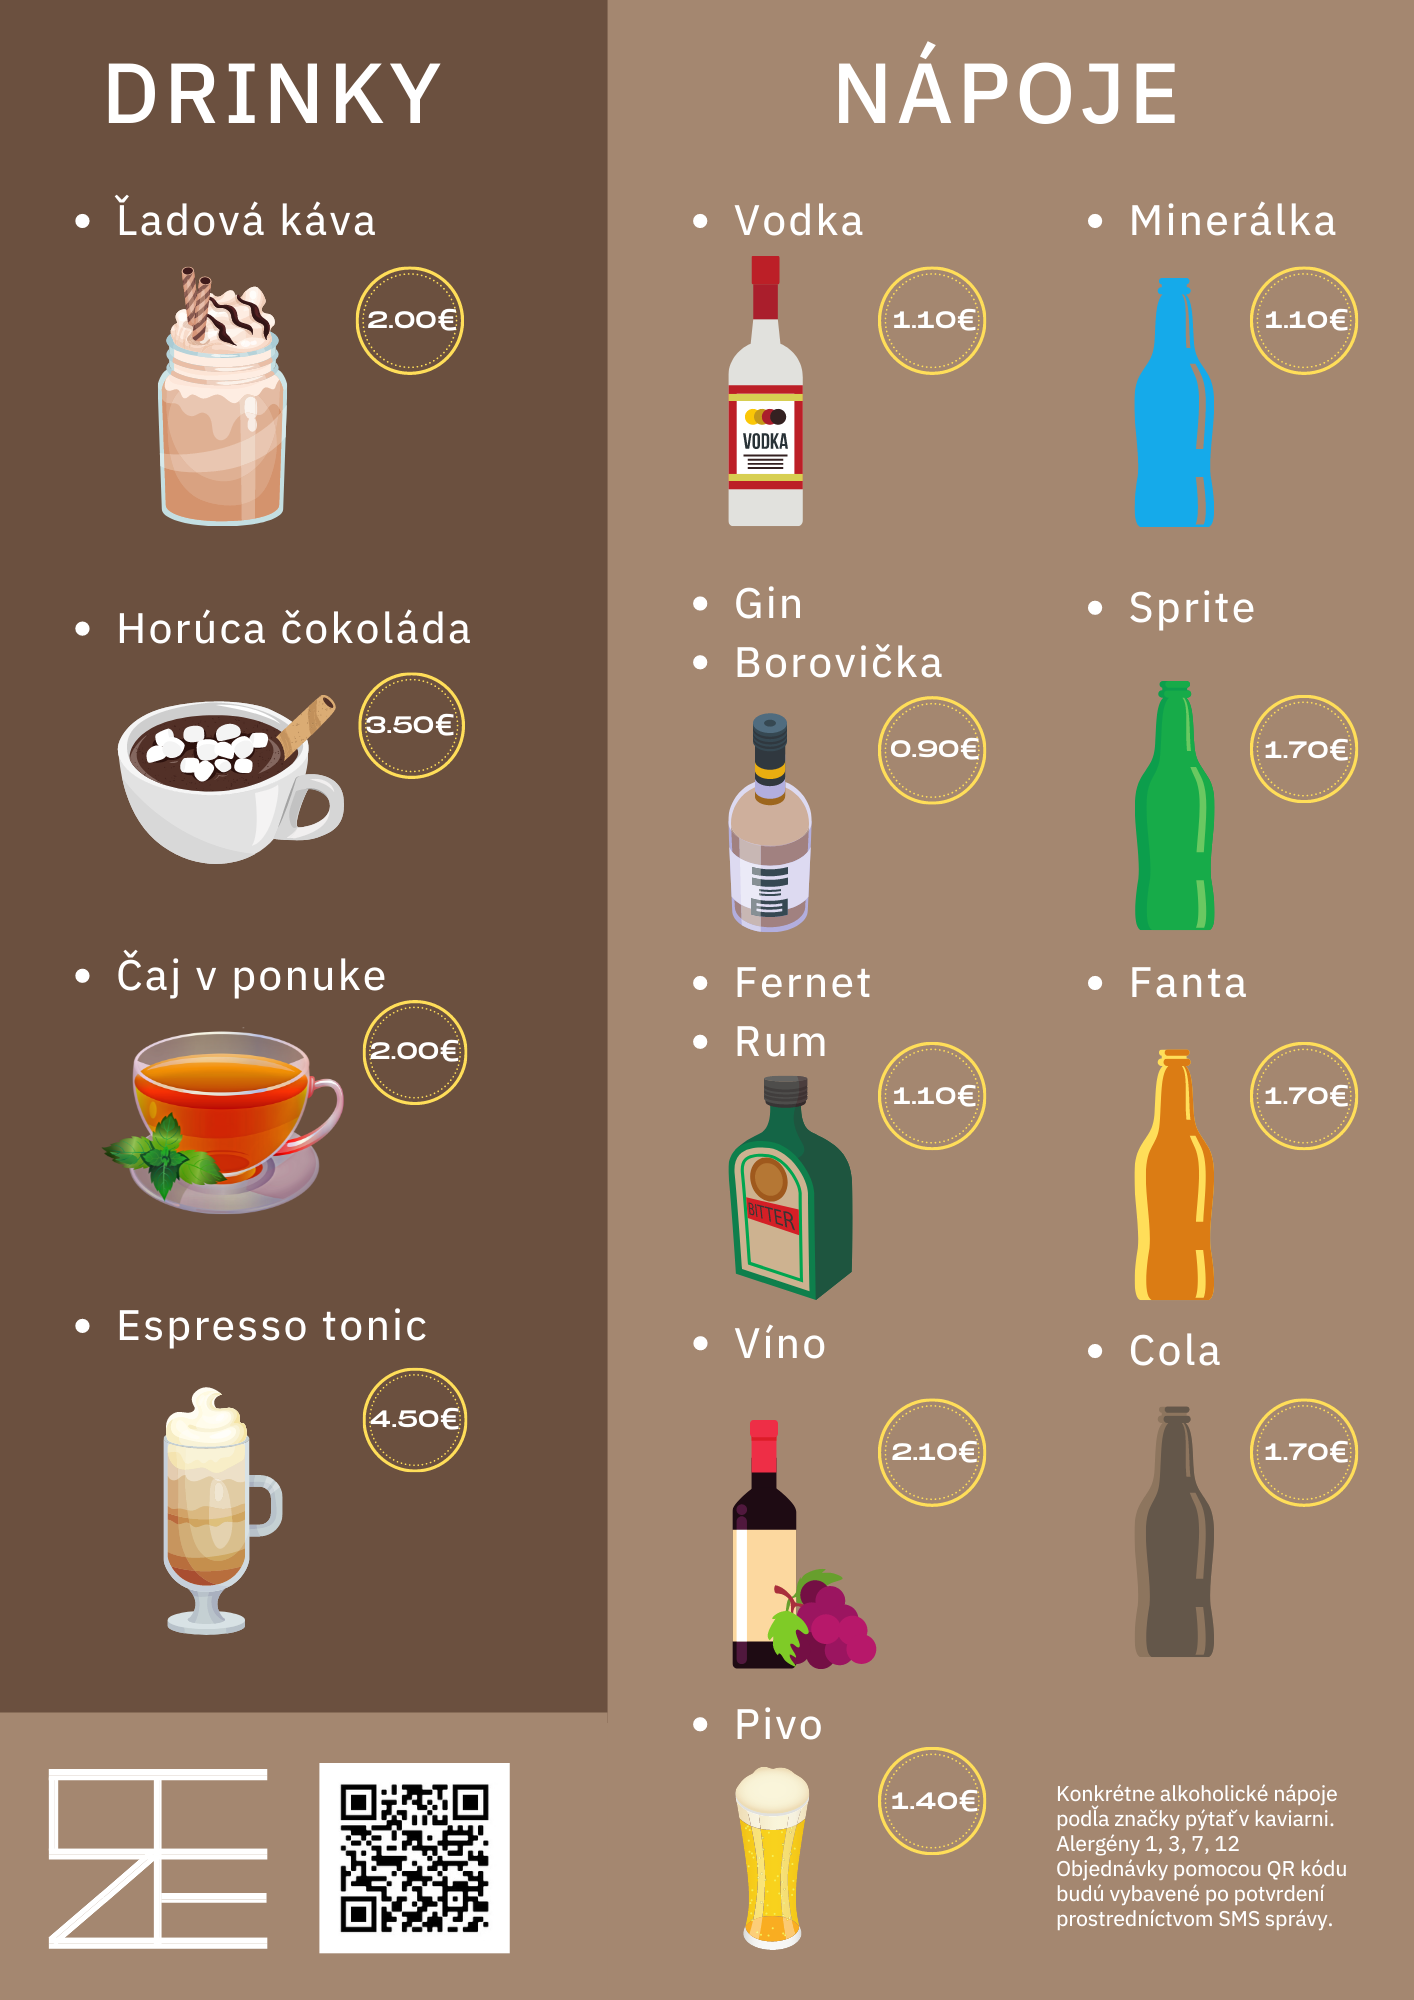 DRINKY
Ľadová káva
2.00€
Horúca čokoláda
3.50€
Čaj v ponuke
2.00€
Espresso tonic
4.50€
NÁPOJE
Vodka
1.10€
VODKA
Gin
Borovička
0.90€
Fernet
Rum
1.10€
BITTER
Víno
2.10€
Pivo
1.40€
Minerálka
1.10€
Sprite
1.70€
Fanta
1.70€
Cola
1.70€
Konkrétne alkoholické nápoje
podľa značky pýtať v kaviarni.
Alergény 1, 3, 7, 12
Objednávky pomocou QR kódu
budú vybavené po potvrdení
prostredníctvom SMS správy.